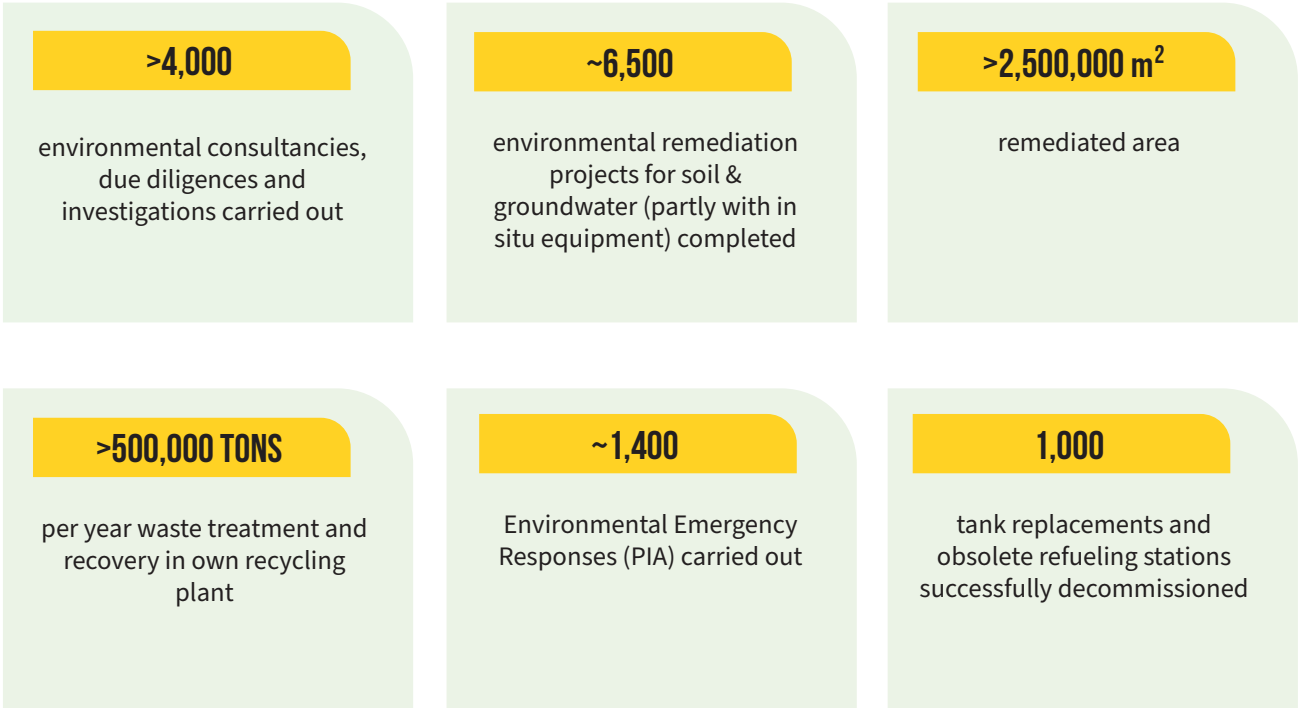 >4,000
environmental consultancies,
due diligences and
investigations carried out
~6,500
environmental remediation
projects for soil &
groundwater (partly with in
situ equipment) completed
>2,500,000 m²
remediated area
>500,000 TONS
per year waste treatment and
recovery in own recycling
plant
~1,400
Environmental Emergency
Responses (PIA) carried out
1,000
tank replacements and
obsolete refueling stations
successfully decommissioned